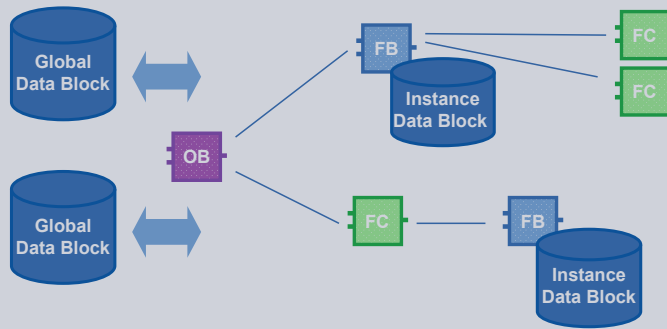 Global
Data Block
FB
FC
FC
Instance
Data Block
OB
Global
Data Block
FC
FB
Instance
Data Block